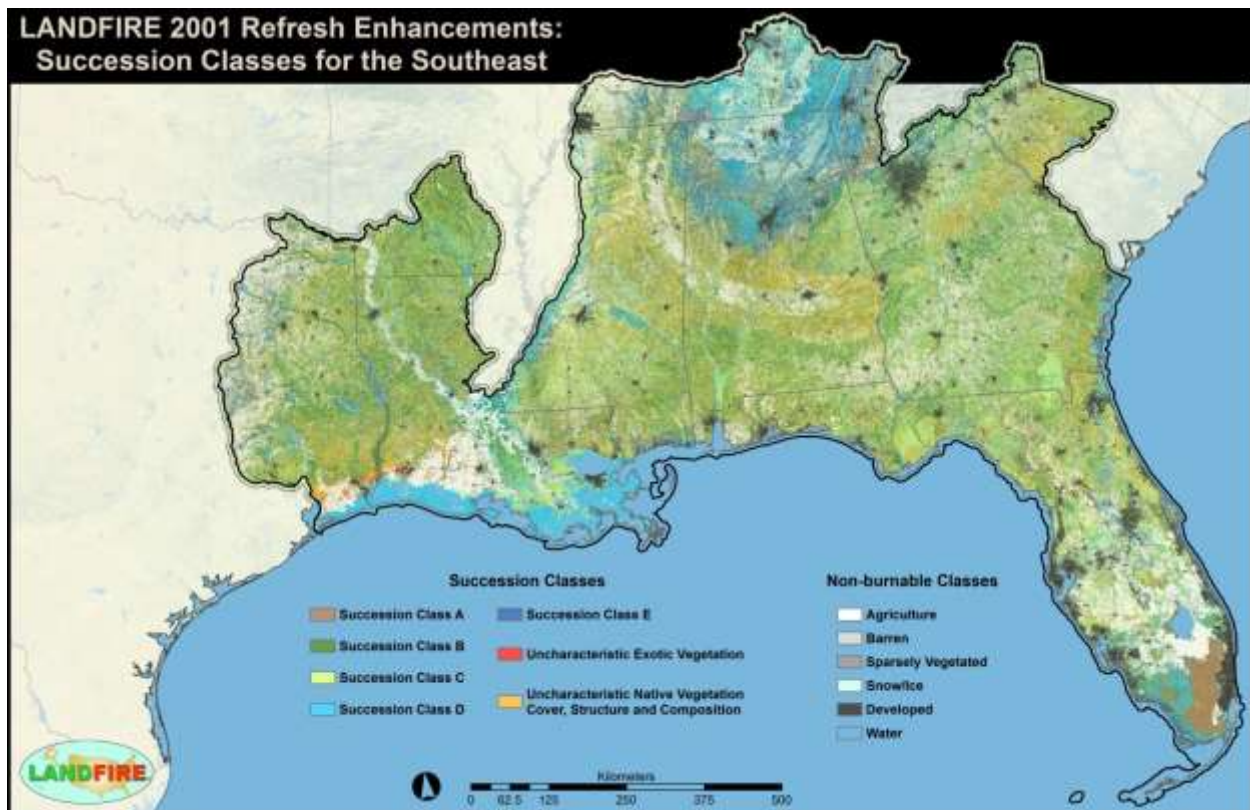 LANDFIRE 2001 Refresh Enhancements:
Succession Classes for the Southeast
Succession Classes
Succession Class A
Succession Class B
Succession Class C
Succession Class D
Succession Class E
Uncharacteristic Exotic Vegetation
Uncharacteristic Native Vegetation
Cover, Structure and Composition
Non-burnable Classes
Agriculture
Barren
Sparsely Vegetated
Snow/Ice
Developed
Water
LANDFIRE
Kilometers
0 62.5 125 250 375 500